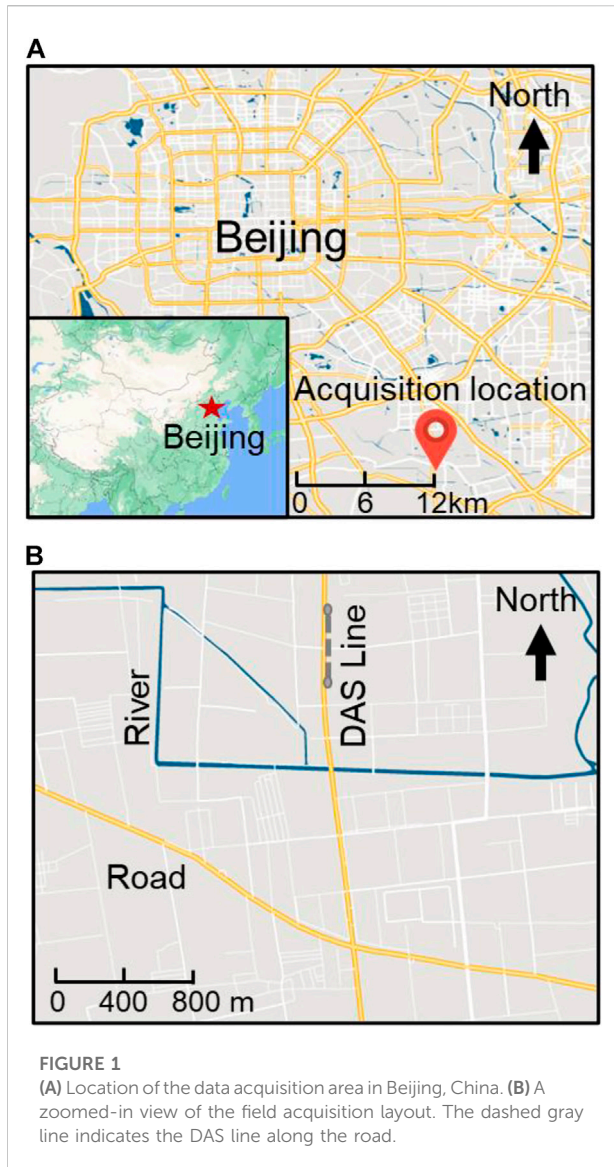 A
North
Beijing
Acquisition location
Beijing
0 6 12km
B
North
DAS Line
River
Road
0 400 800 m
FIGURE 1
(A) Location of the data acquisition area in Beijing, China. (B) A
zoomed-in view of the field acquisition layout. The dashed gray
line indicates the DAS line along the road.